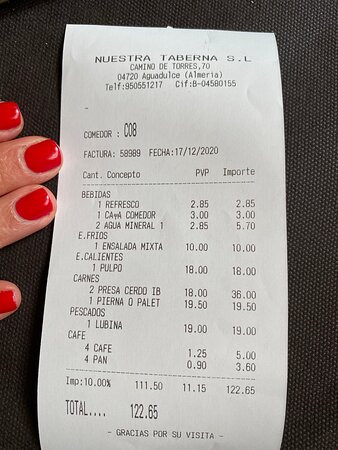 NUESTRA TABERNA S.L
CAMINO DE TORRES,70
04720 Aguadulce (Almeria)
Telf:950551217 Cif:B-04580155
-
COMEDOR : C08
FACTURA: 58989 FECHA:17/12/2020
Cant. Concepto PVP Importe
BEBIDAS
1 REFRESCO 2.85 2.85
1 CAñA COMEDOR 3.00 3.00
2 AGUA MINERAL 1 2.85 5.70
E.FRIOS
1 ENSALADA MIXTA 10.00 10.00
E.CALIENTES
1 PULPO 18.00 18.00
CARNES
2 PRESA CERDO IB 18.00 36.00
1 PIERNA O PALET 19.50 19.50
PESCADOS
1 LUBINA 19.00 19.00
CAFE
4 CAFE 1.25 5.00
4 PAN 0.90 3.60
Imp:10.00% 111.50 11.15 122.65
TOTAL.... 122.65
- GRACIAS POR SU VISITA -